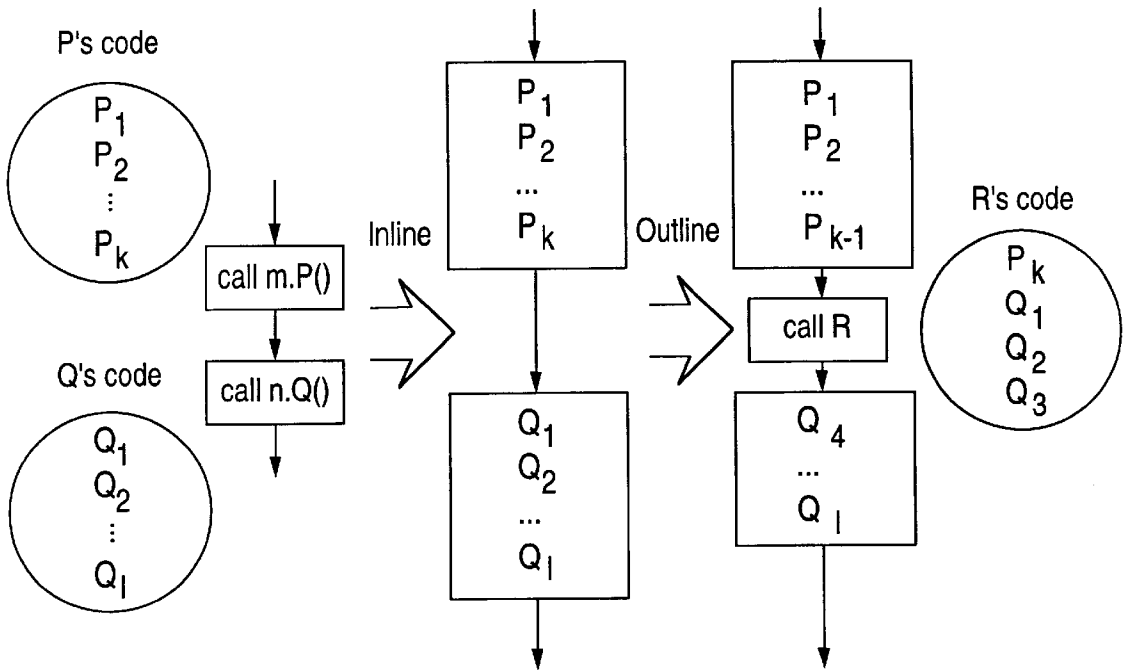 P's code
P₁
P₂
⋮
Pₖ
call m.P()
call n.Q()
Q's code
Q₁
Q₂
⋮
Qₗ
Inline
P₁
P₂
...
Pₖ
Q₁
Q₂
...
Qₗ
Outline
P₁
P₂
...
Pₖ₋₁
call R
Q₄
...
Qₗ
R's code
Pₖ
Q₁
Q₂
Q₃